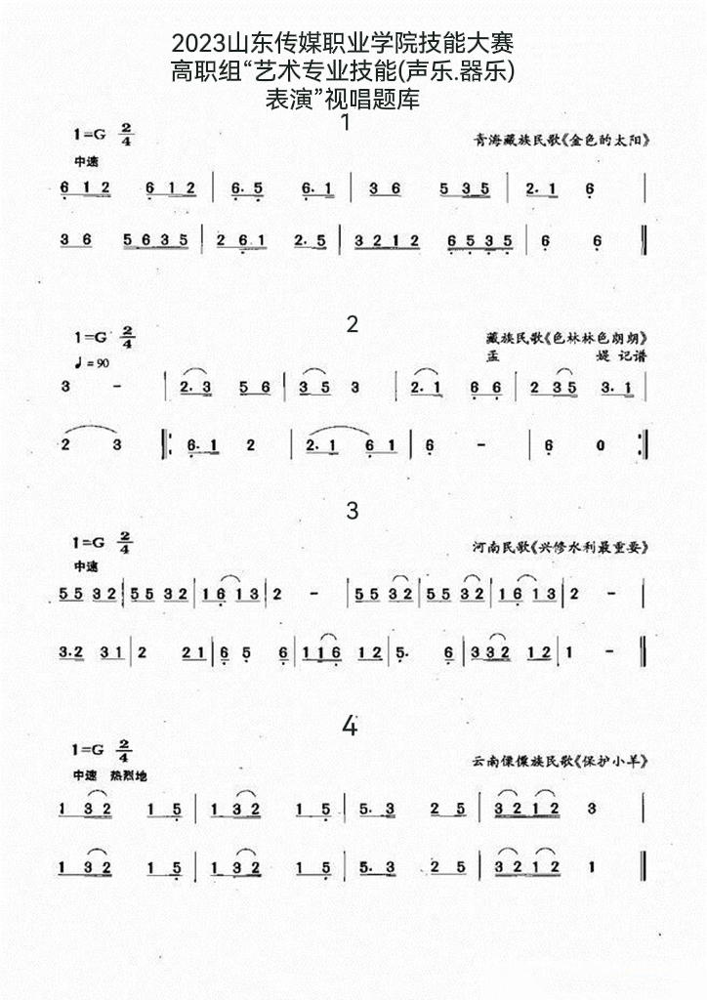 2023山东传媒职业学院技能大赛
高职组“艺术专业技能(声乐.器乐)
表演”视唱题库
1
1=G 2/4
青海藏族民歌《金色的太阳》
中速
6 1 2 6 1 2 | 6. 5 6. 1 | 3 6 5 3 5 | 2. 1 6 |
3 6 5 6 3 5 | 2 6. 1 2. 5 | 3 2 1 2 6 5 3 5 | 6 6 ‖
2
1=G 2/4
藏族民歌《色林林色朗朗》
♩=90
孟 媞 记谱
3 – | 2. 3 5 6 | 3 5 3 | 2. 1 6 6 | 2 3 5 3. 1 |
2 3 ‖: 6. 1 2 | 2. 1 6 1 | 6 – | 6 0 :‖
3
1=G 2/4
河南民歌《兴修水利最重要》
中速
5 5 3 2 | 5 5 3 2 | 1 6 1 3 | 2 – | 5 5 3 2 | 5 5 3 2 | 1 6 1 3 | 2 – |
3. 2 3 1 | 2 2 1 | 6 5 6 | 1 1 6 1 2 | 5. 6 | 3 3 2 1 2 | 1 – ‖
4
1=G 2/4
云南傈僳族民歌《保护小羊》
中速 热烈地
1 3 2 1 5 | 1 3 2 1 5 | 5. 3 2 5 | 3 2 1 2 3 |
1 3 2 1 5 | 1 3 2 1 5 | 5. 3 2 5 | 3 2 1 2 1 ‖